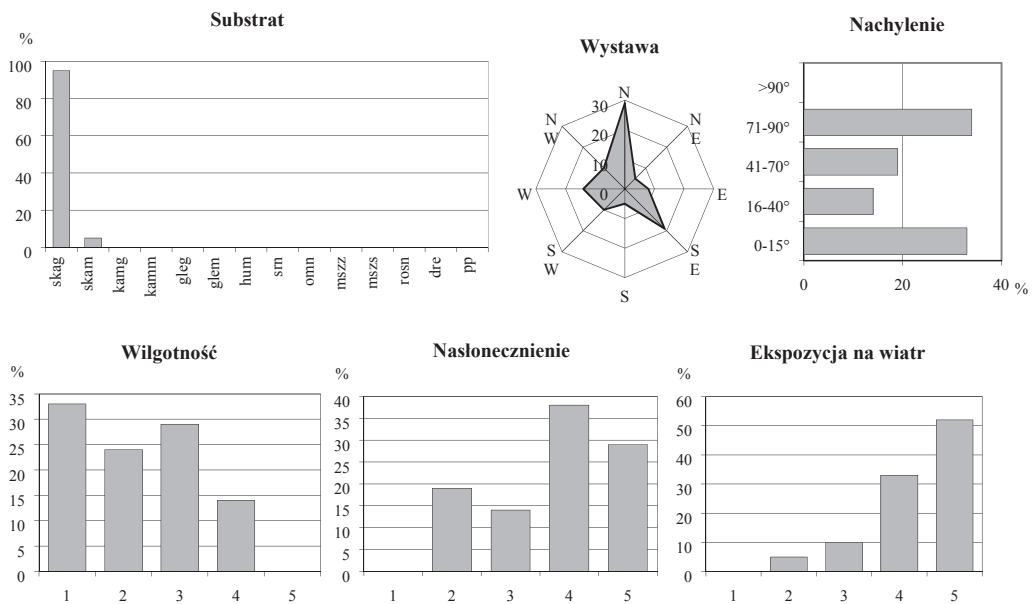 Substrat
%
100
80
60
40
20
0
skag
skam
kamg
kamm
gleg
glem
hum
srn
omn
mszz
mszs
rosn
dre
pp
Wystawa
N
N E
E
S E
S
S W
W
N W
30
20
10
0
Nachylenie
>90°
71-90°
41-70°
16-40°
0-15°
0 20 40 %
Wilgotność
%
35
30
25
20
15
10
5
0
1 2 3 4 5
Nasłonecznienie
%
40
35
30
25
20
15
10
5
0
1 2 3 4 5
Ekspozycja na wiatr
%
60
50
40
30
20
10
0
1 2 3 4 5